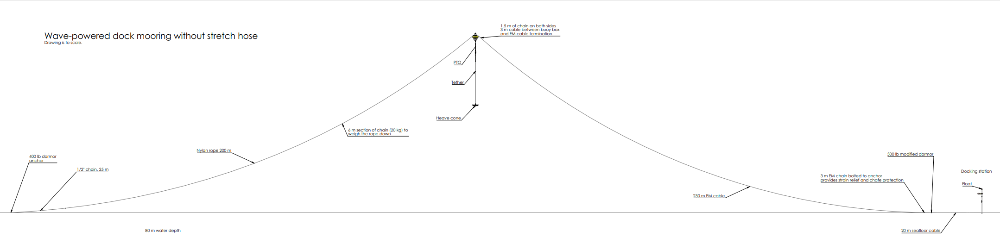 Wave-powered dock mooring without stretch hose
Drawing is to scale.
1.5 m of chain on both sides
3 m cable between buoy box
and EM cable termination
PTO
Tether
Heave cone
6 m section of chain (20 kg) to
weigh the rope down
Nylon rope 200 m
400 lb dormor
anchor
1/2" chain, 25 m
500 lb modified dormor
Docking station
3 m EM chain bolted to anchor
provides strain relief and chafe protection
Float
230 m EM cable
80 m water depth
20 m seafloor cable